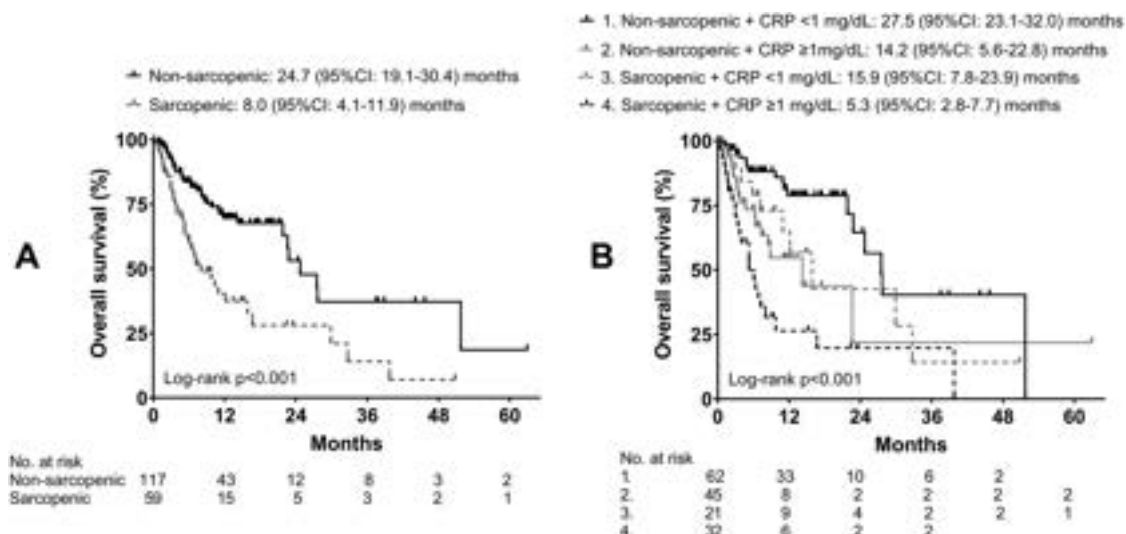 Non-sarcopenic: 24.7 (95%CI: 19.1-30.4) months
Sarcopenic: 8.0 (95%CI: 4.1-11.9) months
A
Overall survival (%)
100
75
50
25
0
Log-rank p<0.001
0 12 24 36 48 60
Months
No. at risk
Non-sarcopenic 117 43 12 8 3 2
Sarcopenic 59 15 5 3 2 1
1. Non-sarcopenic + CRP <1 mg/dL: 27.5 (95%CI: 23.1-32.0) months
2. Non-sarcopenic + CRP ≥1mg/dL: 14.2 (95%CI: 5.6-22.8) months
3. Sarcopenic + CRP <1 mg/dL: 15.9 (95%CI: 7.8-23.9) months
4. Sarcopenic + CRP ≥1 mg/dL: 5.3 (95%CI: 2.8-7.7) months
B
Overall survival (%)
100
75
50
25
0
Log-rank p<0.001
0 12 24 36 48 60
Months
No. at risk
1. 62 33 10 6 2
2. 45 8 2 2 2 2
3. 21 9 4 2 2 1
4. 32 6 2 2